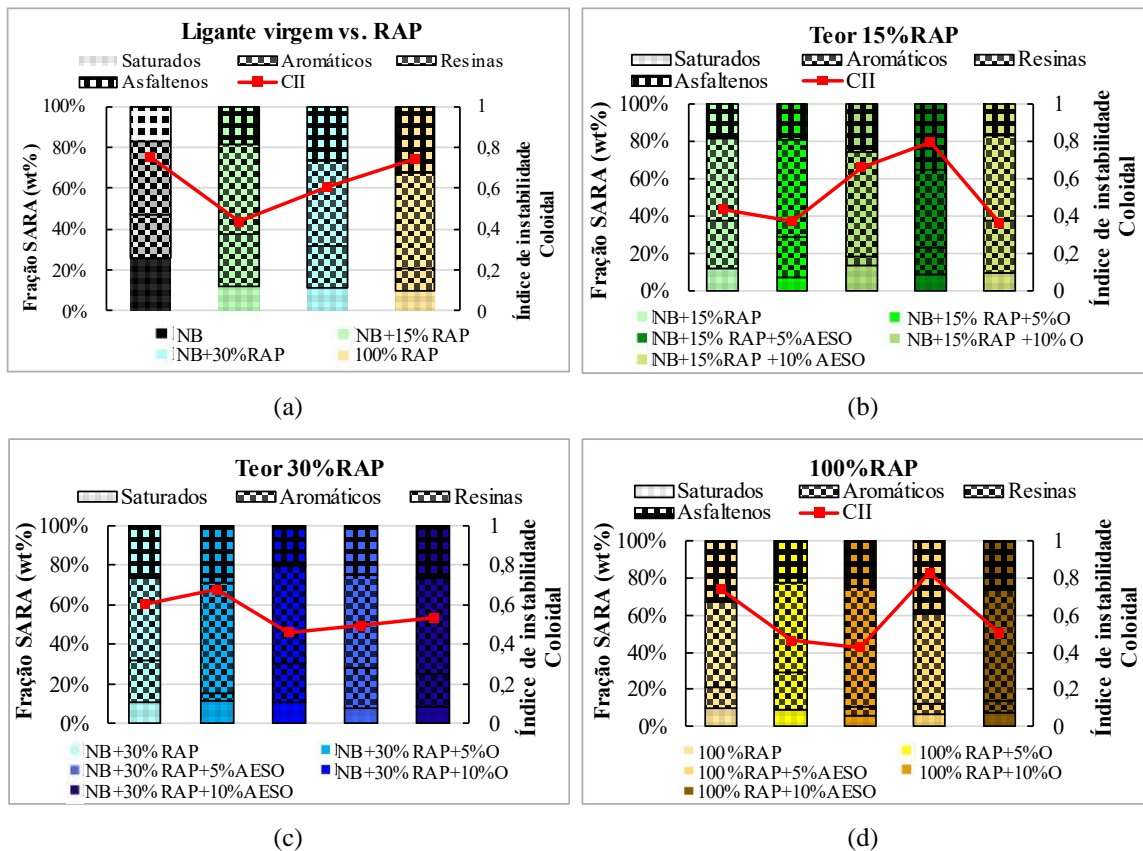 Ligante virgem vs. RAP
Saturados Aromáticos Resinas
Asfaltenos CII
Fração SARA (wt%)
100%
80%
60%
40%
20%
0%
1
0,8
0,6
0,4
0,2
0
Índice de instabilidade
Coloidal
NB NB+15% RAP
NB+30%RAP 100% RAP
(a)
Teor 15%RAP
Saturados Aromáticos Resinas
Asfaltenos CII
Fração SARA (wt%)
100%
80%
60%
40%
20%
0%
1
0,8
0,6
0,4
0,2
0
Índice de instabilidade
Coloidal
NB+15%RAP NB+15% RAP+5%O
NB+15% RAP+5%AESO NB+15%RAP +10% O
NB+15%RAP +10% AESO
(b)
Teor 30%RAP
Saturados Aromáticos Resinas
Fração SARA (wt%)
100%
80%
60%
40%
20%
0%
1
0,8
0,6
0,4
0,2
0
Índice de instabilidade
Coloidal
NB+30% RAP NB+30% RAP+5%O
NB+30% RAP+5%AESO NB+30% RAP+10%O
NB+30% RAP+10%AESO
(c)
100%RAP
Saturados Aromáticos Resinas
Asfaltenos CII
Fração SARA (wt%)
100%
80%
60%
40%
20%
0%
1
0,8
0,6
0,4
0,2
0
Índice de instabilidade
Coloidal
100%RAP 100% RAP+5%O
100%RAP+5%AESO 100% RAP+10%O
100% RAP+10%AESO
(d)